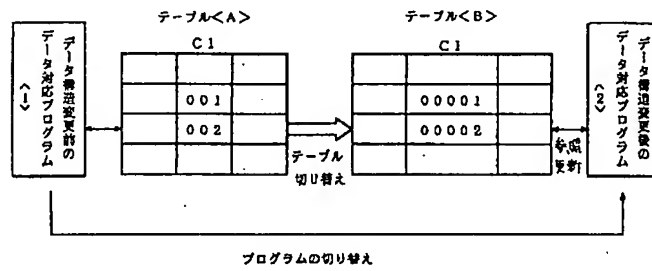 テーブル<A>
テーブル<B>
C1
C1
データ構造変更前の
データ対応プログラム
<1>
001
002
00001
00002
テーブル
切り替え
参照
更新
データ構造変更後の
データ対応プログラム
<2>
プログラムの切り替え